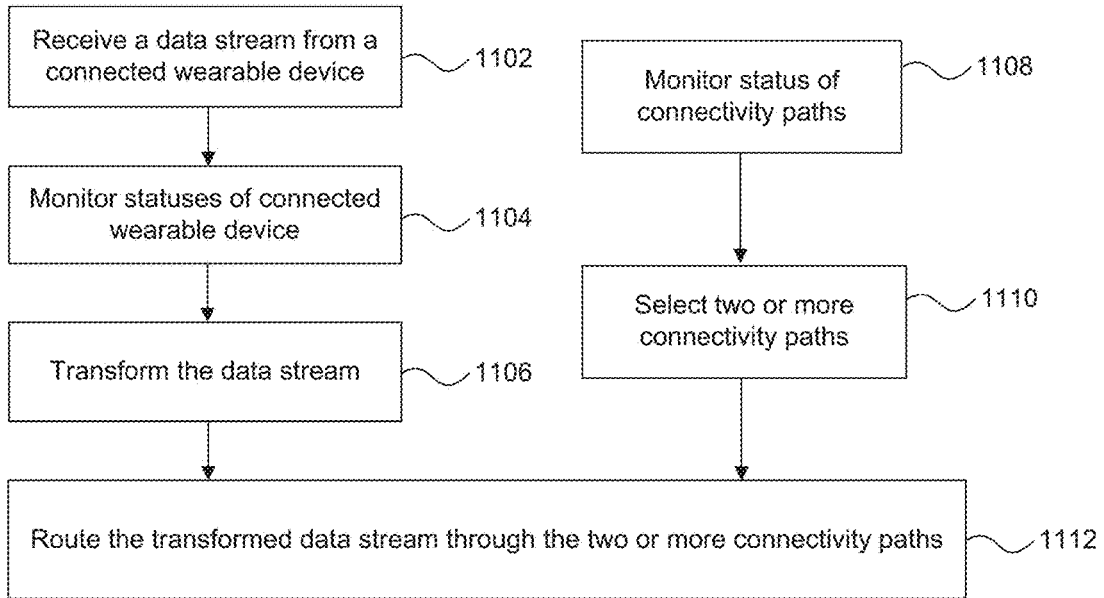 Receive a data stream from a
connected wearable device
1102
Monitor statuses of connected
wearable device
1104
Transform the data stream
1106
Monitor status of
connectivity paths
1108
Select two or more
connectivity paths
1110
Route the transformed data stream through the two or more connectivity paths
1112